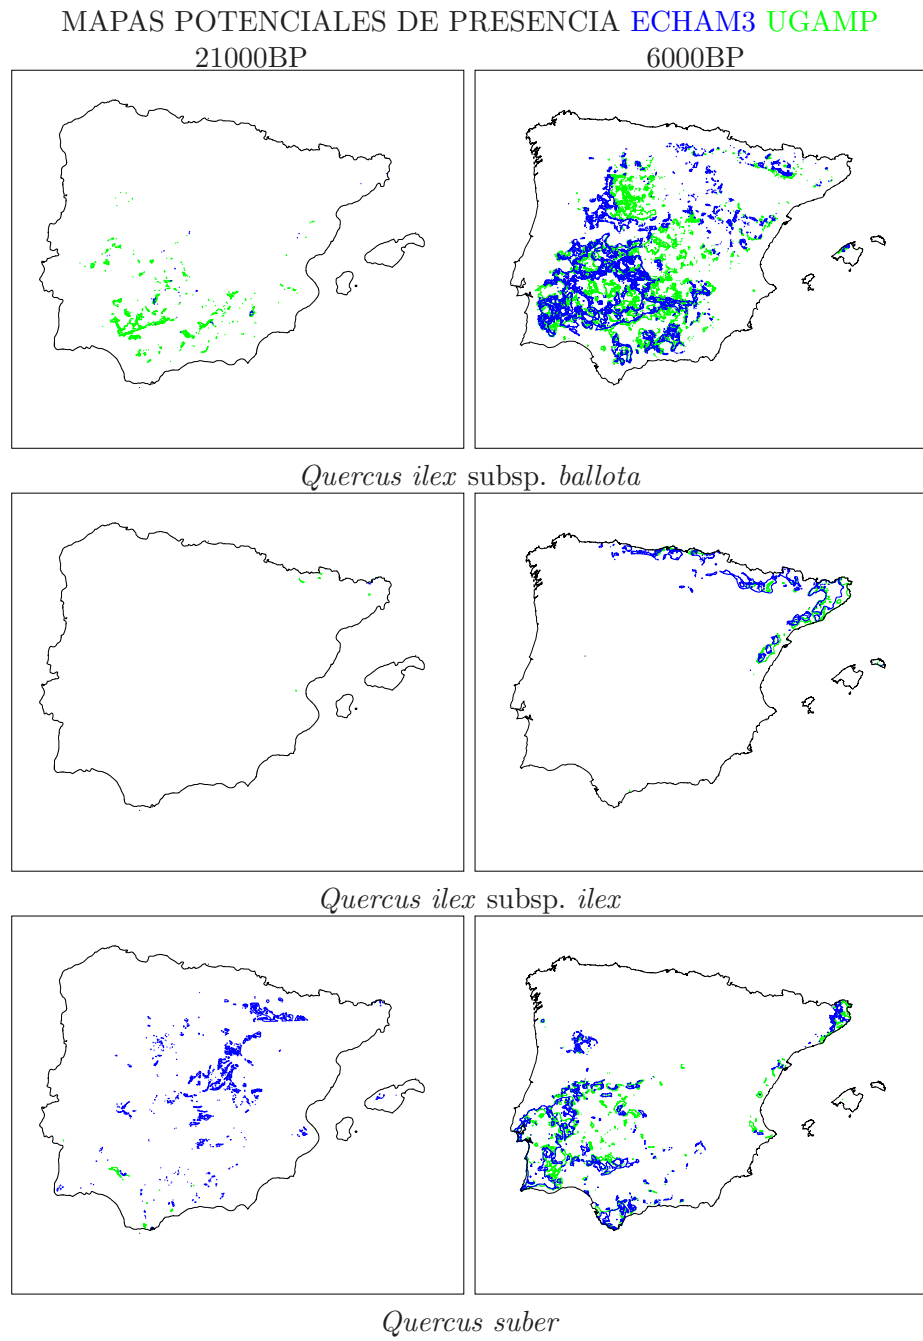 MAPAS POTENCIALES DE PRESENCIA ECHAM3 UGAMP
21000BP 6000BP
Quercus ilex subsp. ballota
Quercus ilex subsp. ilex
Quercus suber